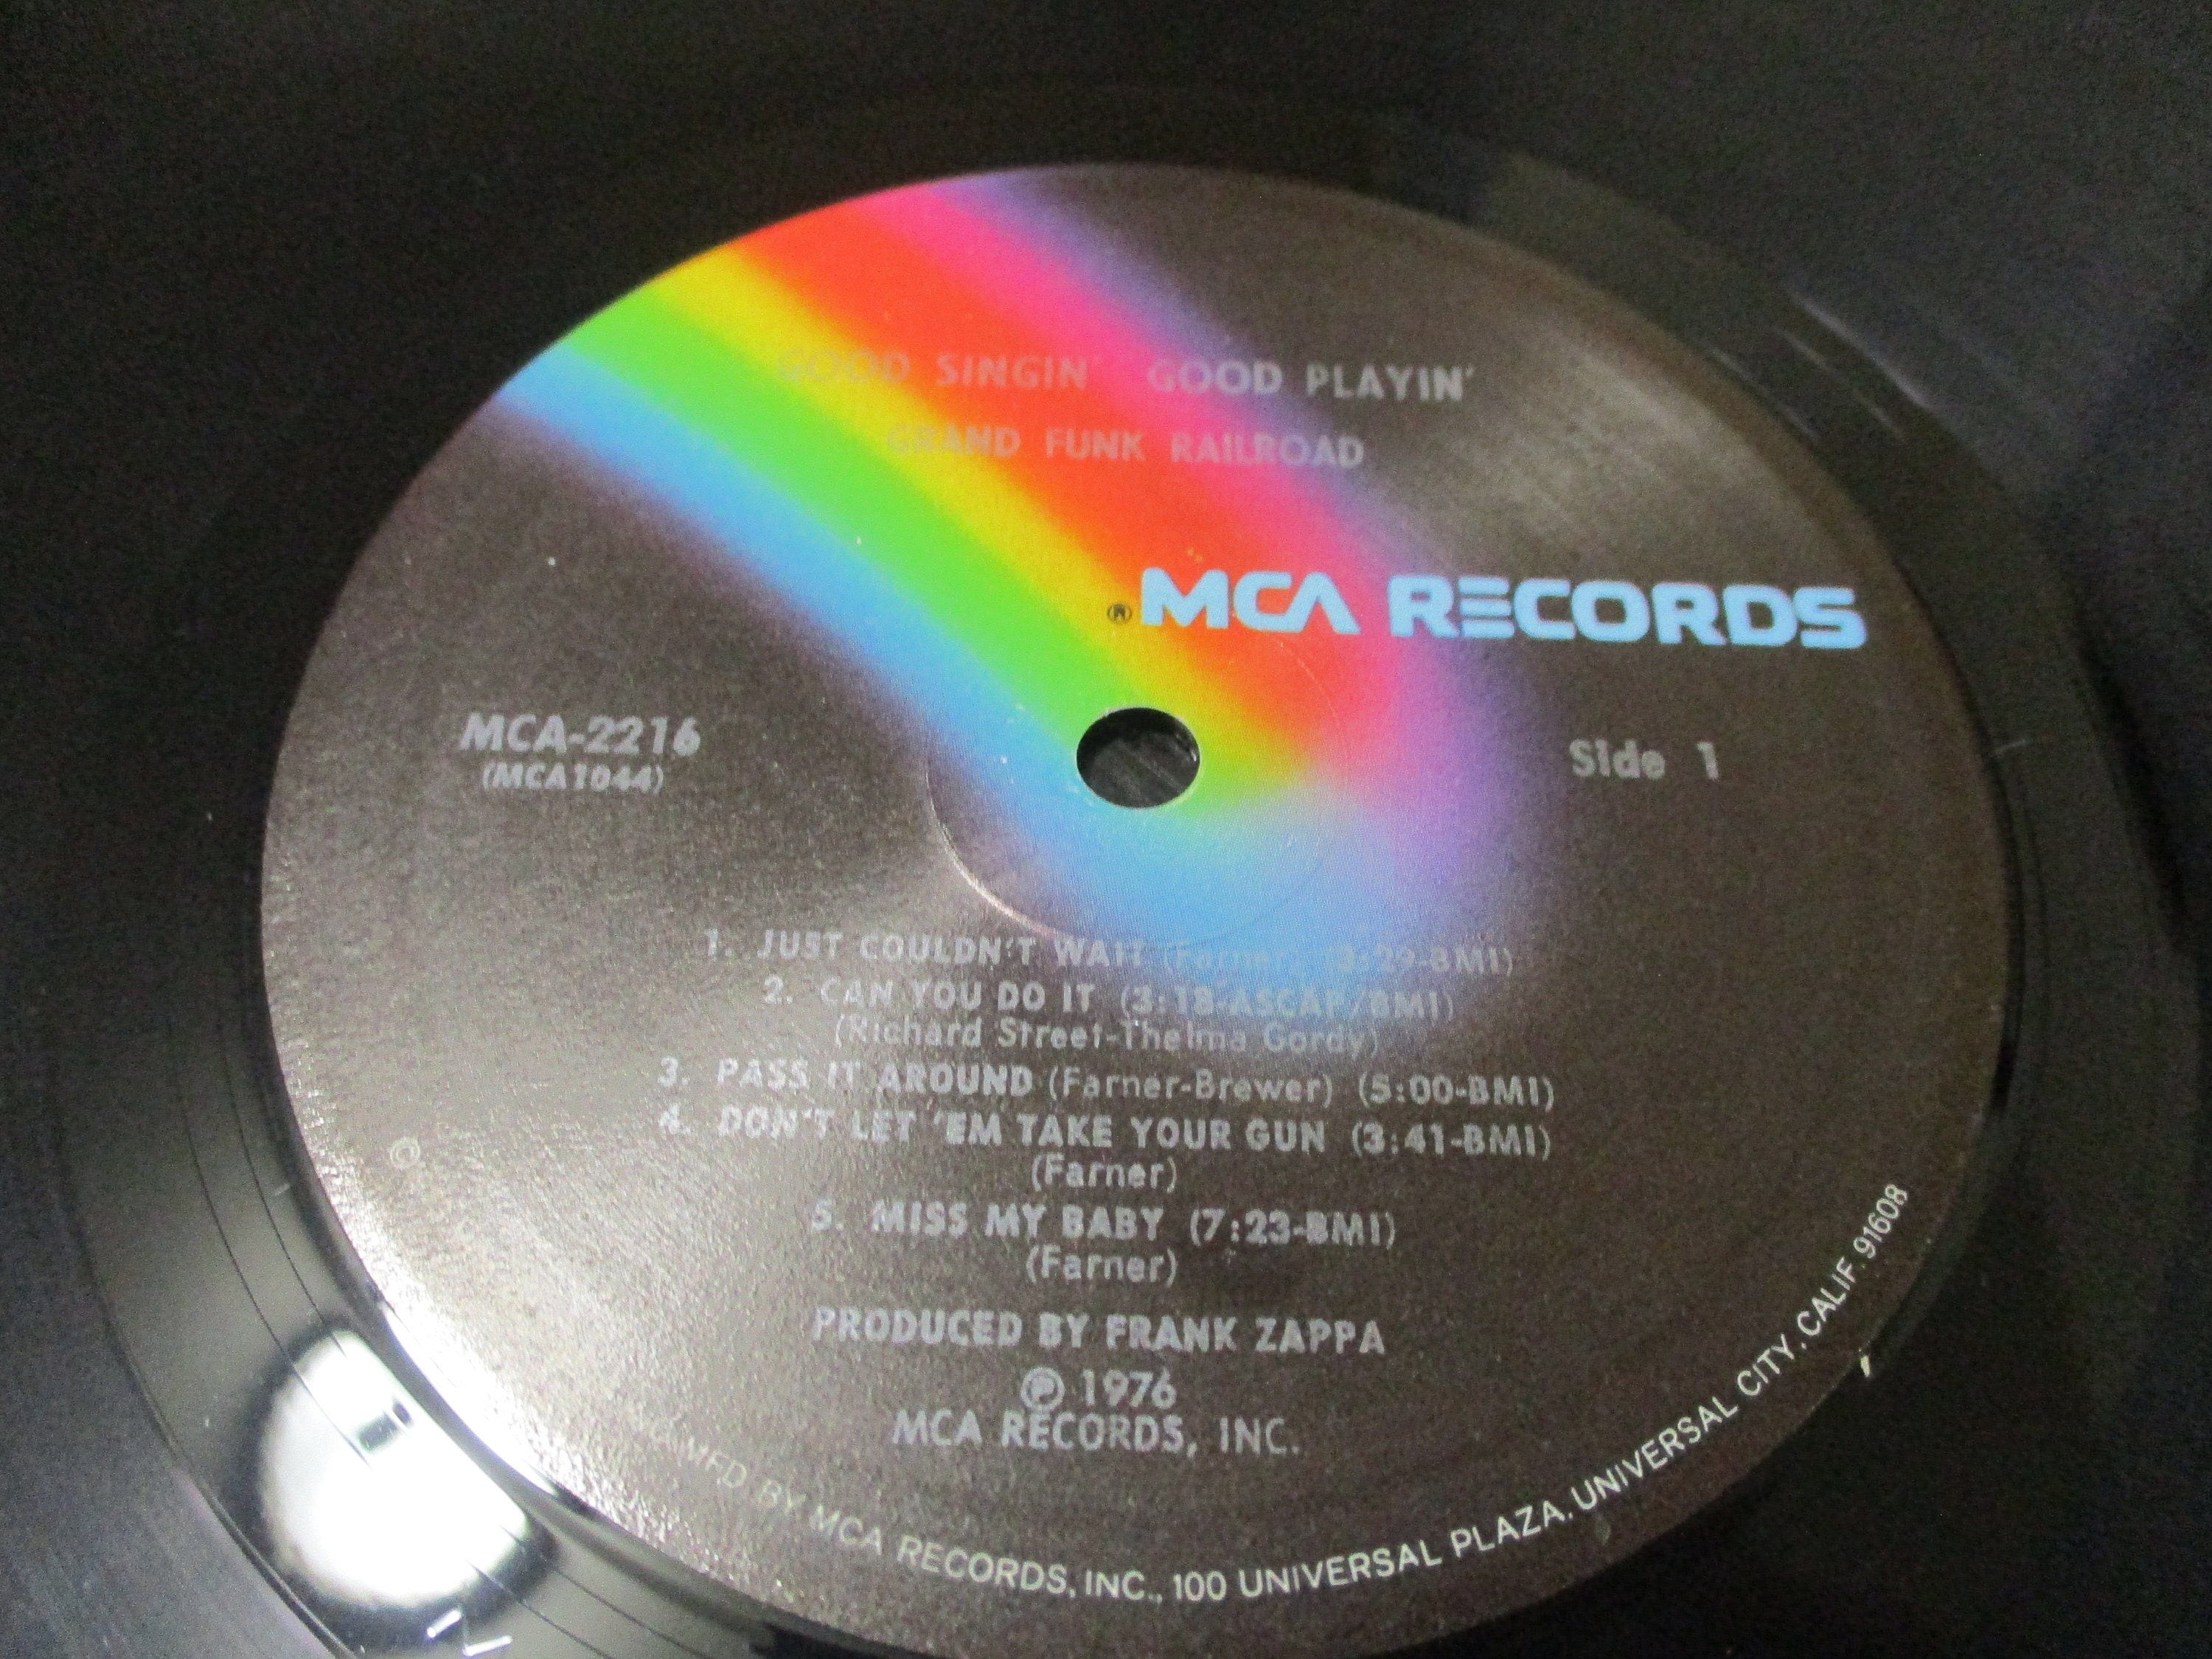 GOOD SINGIN' GOOD PLAYIN'
GRAND FUNK RAILROAD
® MCA RECORDS
MCA-2216
(MCA1044)
Side 1
1. JUST COULDN'T WAIT (Farner) (3:29-BMI)
2. CAN YOU DO IT (3:18-ASCAP/BMI)
(Richard Street-Thelma Gordy)
3. PASS IT AROUND (Farner-Brewer) (5:00-BMI)
4. DON'T LET 'EM TAKE YOUR GUN (3:41-BMI)
(Farner)
5. MISS MY BABY (7:23-BMI)
(Farner)
PRODUCED BY FRANK ZAPPA
℗ 1976
MCA RECORDS, INC.
©
MFD. BY MCA RECORDS, INC., 100 UNIVERSAL PLAZA, UNIVERSAL CITY, CALIF. 91608